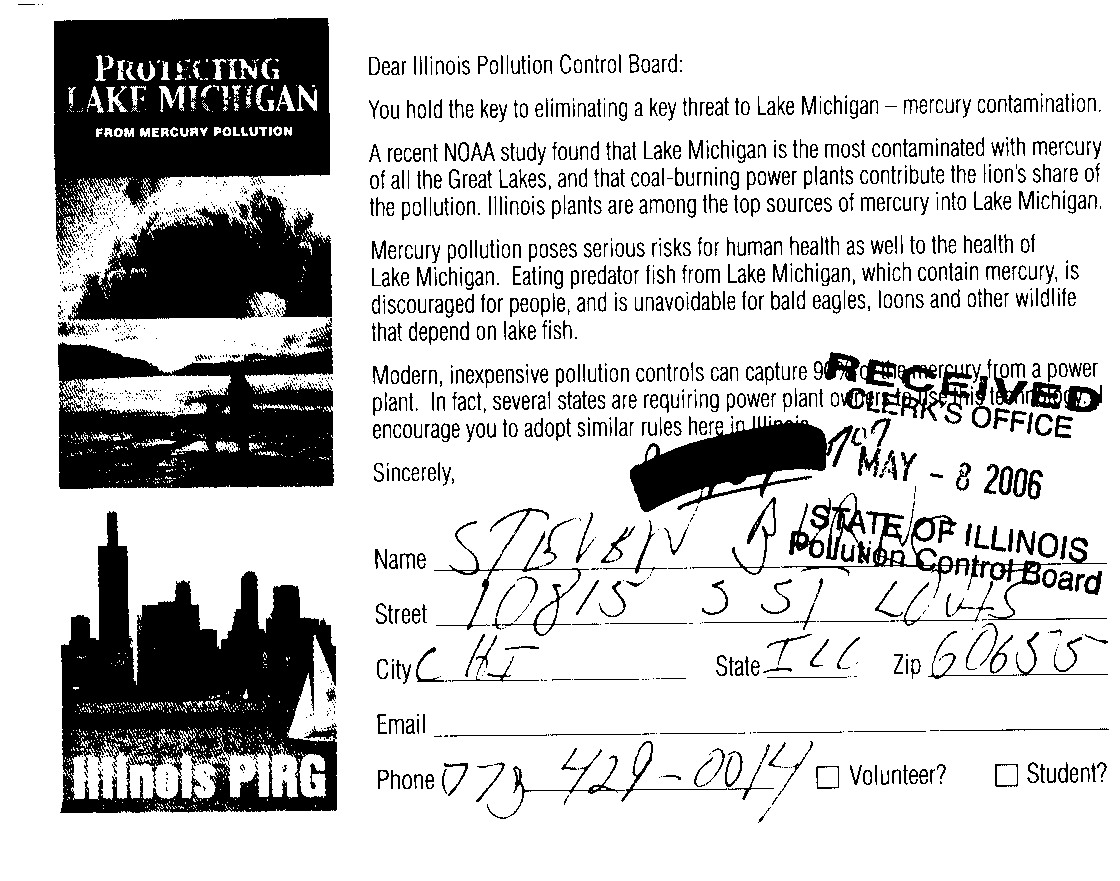 PROTECTING
LAKE MICHIGAN
FROM MERCURY POLLUTION
Illinois PIRG
Dear Illinois Pollution Control Board:
You hold the key to eliminating a key threat to Lake Michigan – mercury contamination.
A recent NOAA study found that Lake Michigan is the most contaminated with mercury
of all the Great Lakes, and that coal-burning power plants contribute the lion's share of
the pollution. Illinois plants are among the top sources of mercury into Lake Michigan.
Mercury pollution poses serious risks for human health as well to the health of
Lake Michigan. Eating predator fish from Lake Michigan, which contain mercury, is
discouraged for people, and is unavoidable for bald eagles, loons and other wildlife
that depend on lake fish.
Modern, inexpensive pollution controls can capture of the mercury from a power
plant. In fact, several states are requiring power plant owners to use this technology. I
encourage you to adopt similar rules here in Illinois
Sincerely,
RECEIVED
CLERK'S OFFICE
MAY - 8 2006
STATE OF ILLINOIS
Pollution Control Board
Name STEVEN
Street 10815 S ST LOUIS
City CHI State ILL Zip 60655
Email
Phone 773 429-0014 Volunteer? Student?